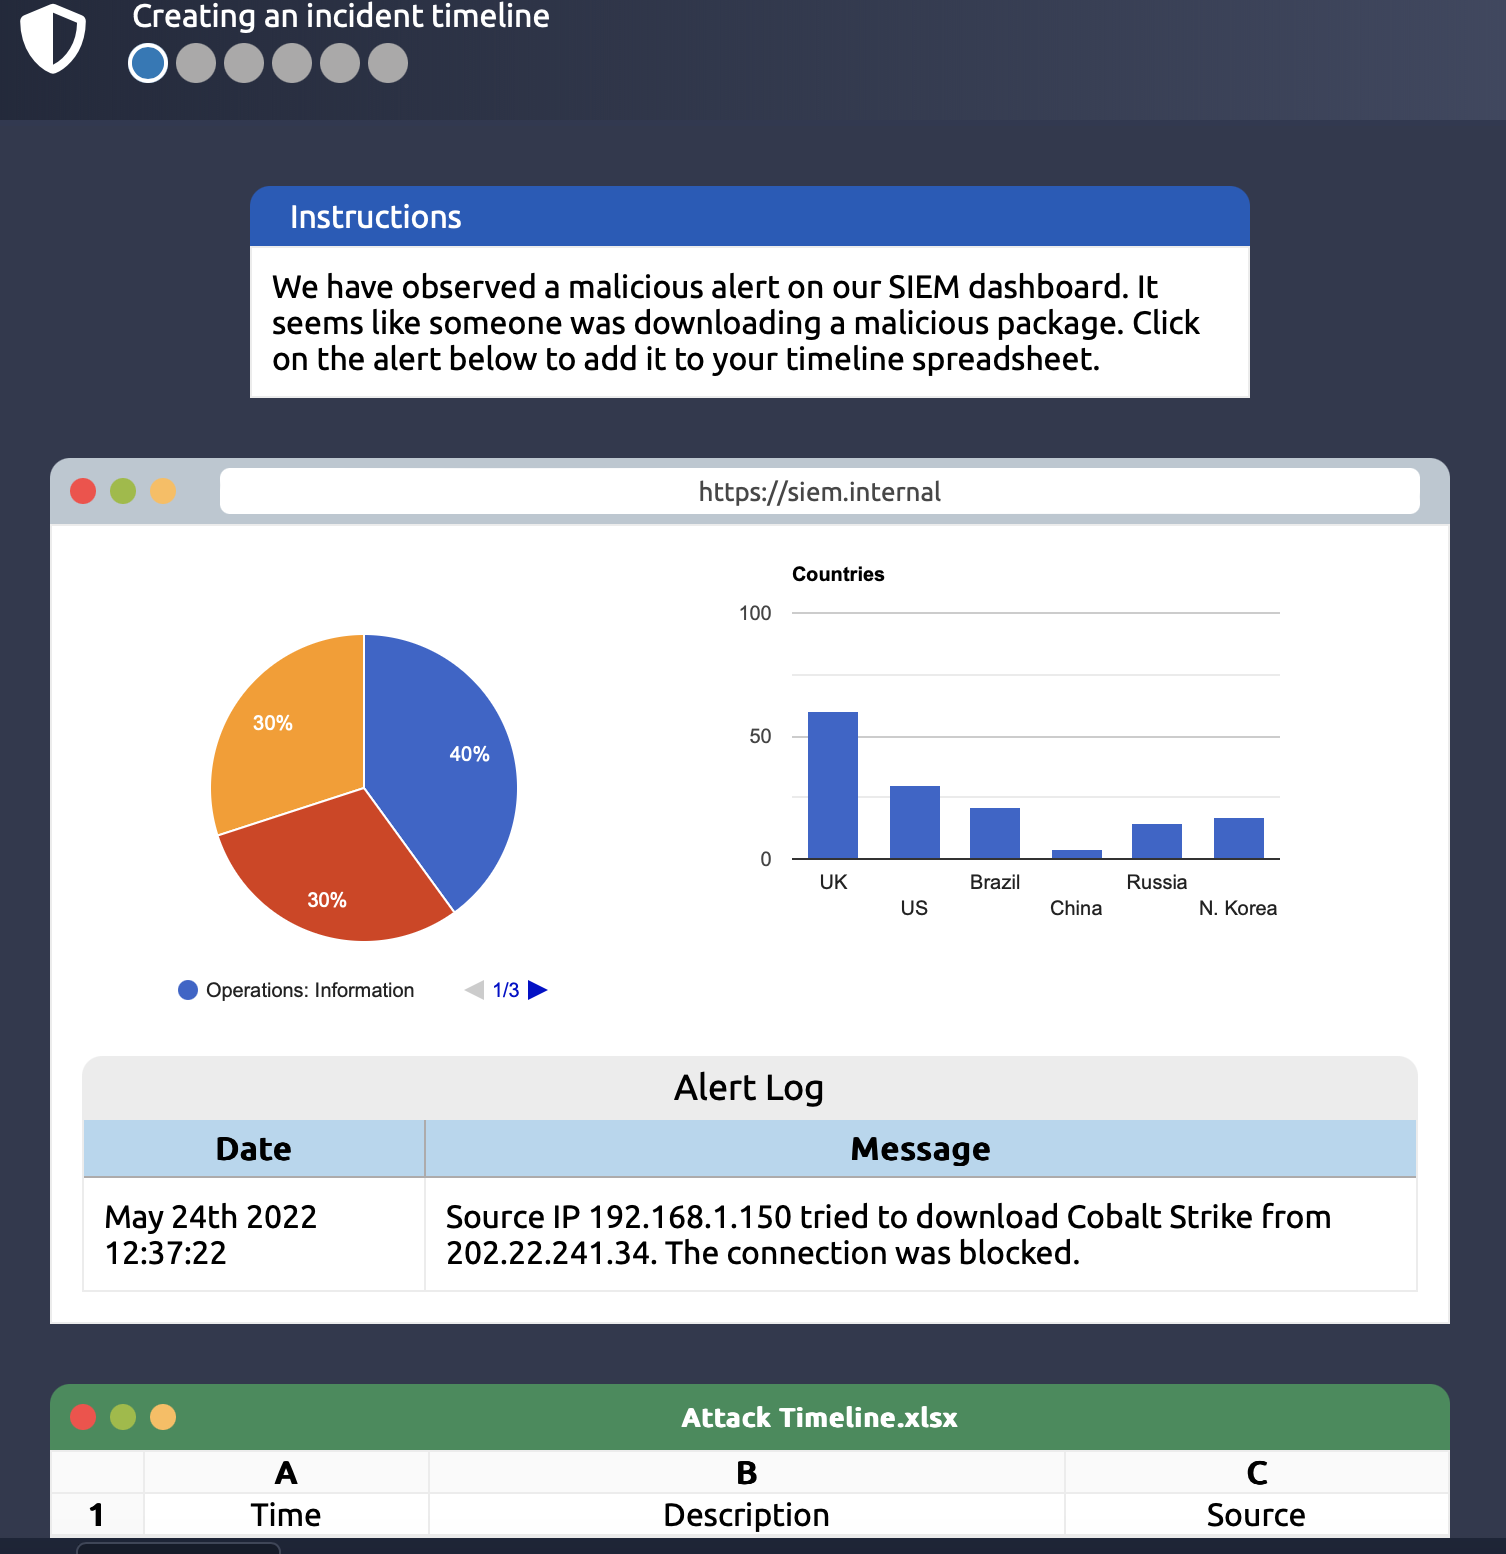 Creating an incident timeline
Instructions
We have observed a malicious alert on our SIEM dashboard. It
seems like someone was downloading a malicious package. Click
on the alert below to add it to your timeline spreadsheet.
https://siem.internal
30%
40%
30%
Operations: Information
1/3
Countries
100
50
0
UK
US
Brazil
China
Russia
N. Korea
Alert Log
Date
Message
May 24th 2022
12:37:22
Source IP 192.168.1.150 tried to download Cobalt Strike from
202.22.241.34. The connection was blocked.
Attack Timeline.xlsx
A
B
C
1
Time
Description
Source